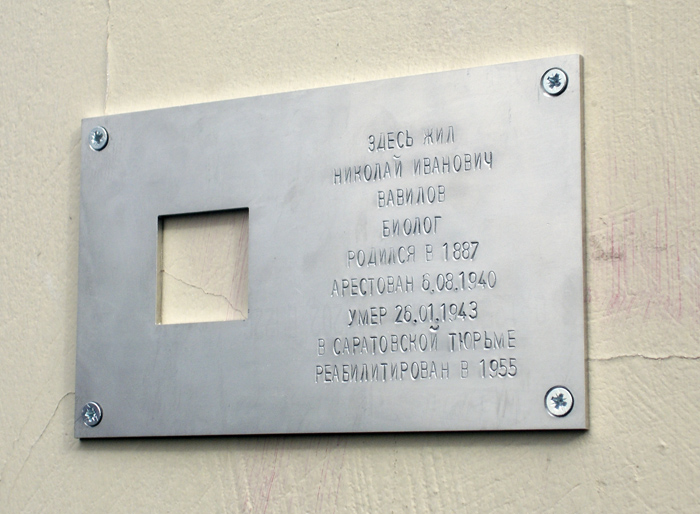 ЗДЕСЬ ЖИЛ
НИКОЛАЙ ИВАНОВИЧ
ВАВИЛОВ
БИОЛОГ
РОДИЛСЯ В 1887
АРЕСТОВАН 6.08.1940
УМЕР 26.01.1943
В САРАТОВСКОЙ ТЮРЬМЕ
РЕАБИЛИТИРОВАН В 1955